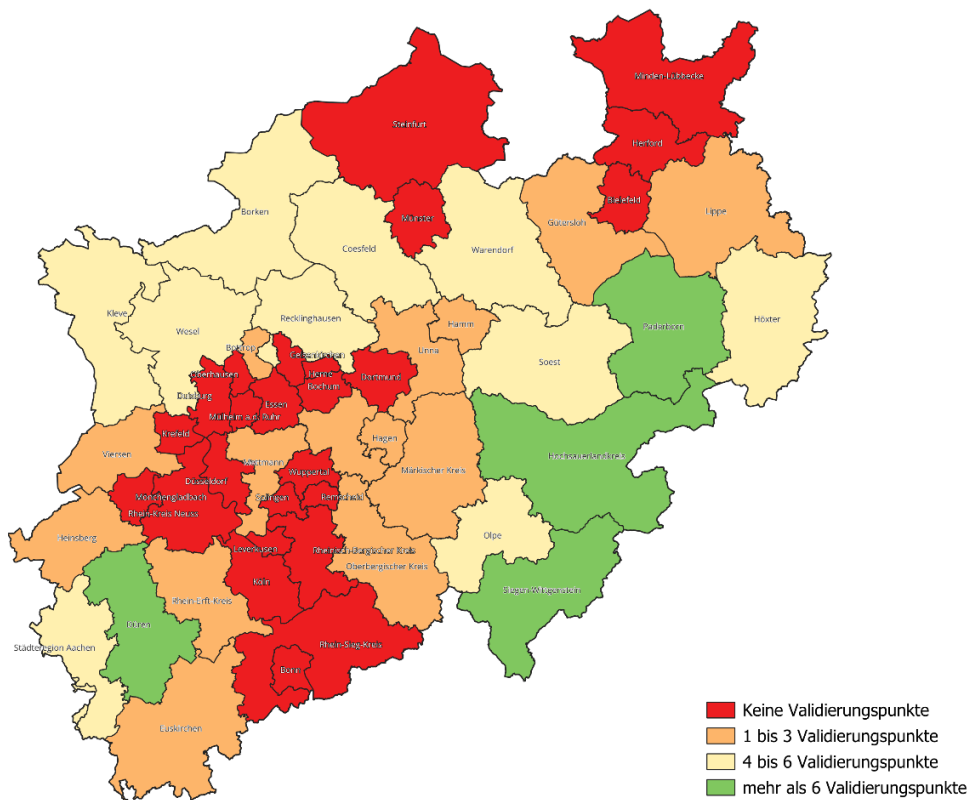 Minden-Lübbecke
Steinfurt
Herford
Bielefeld
Lippe
Borken
Münster
Gütersloh
Coesfeld
Warendorf
Kleve
Recklinghausen
Wesel
Paderborn
Höxter
Hamm
Unna
Bottrop
Gelsenkirchen
Soest
Oberhausen
Herne
Dortmund
Bochum
Duisburg
Essen
Mülheim a.d. Ruhr
Krefeld
Hagen
Viersen
Mettmann
Märkischer Kreis
Hochsauerlandkreis
Wuppertal
Düsseldorf
Mönchengladbach
Solingen
Remscheid
Rhein-Kreis Neuss
Heinsberg
Olpe
Leverkusen
Rheinisch-Bergischer Kreis
Oberbergischer Kreis
Köln
Siegen-Wittgenstein
Rhein Erft Kreis
Düren
Städteregion Aachen
Rhein-Sieg-Kreis
Bonn
Euskirchen
Keine Validierungspunkte
1 bis 3 Validierungspunkte
4 bis 6 Validierungspunkte
mehr als 6 Validierungspunkte